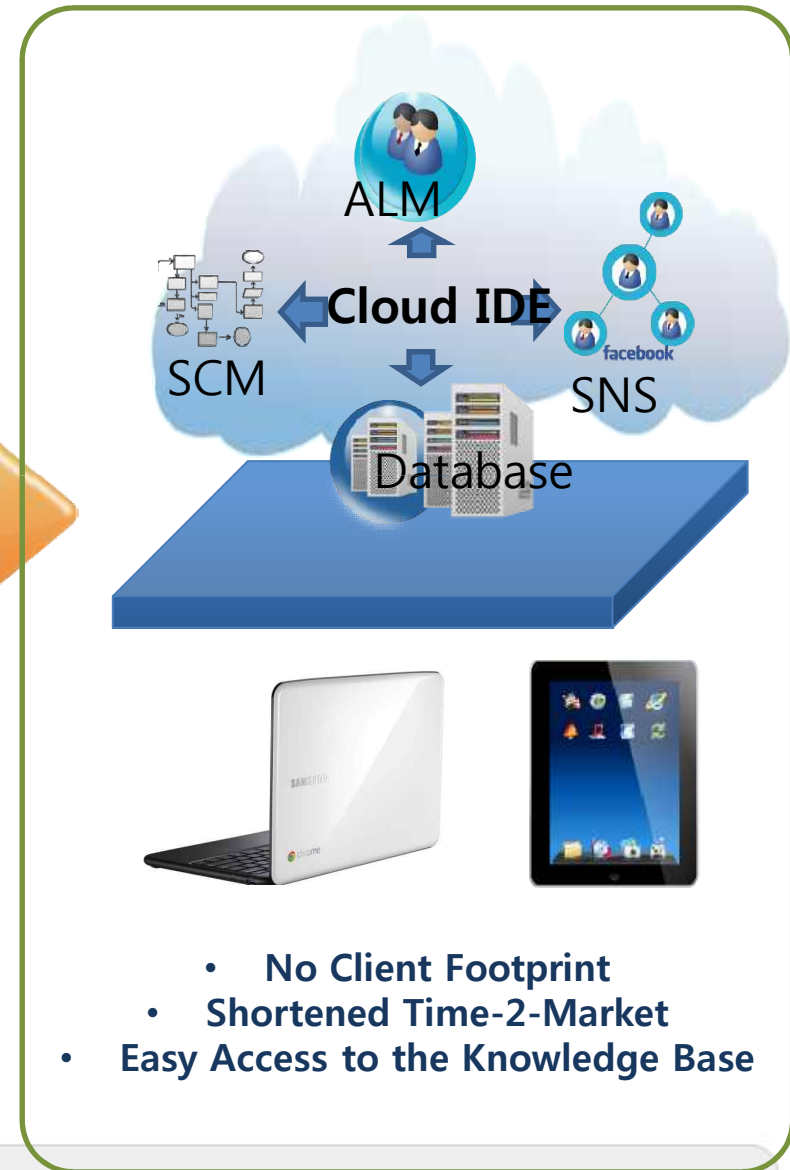 ALM
Cloud IDE
SCM
facebook
SNS
Database
SAMSUNG
chrome
• No Client Footprint
• Shortened Time-2-Market
• Easy Access to the Knowledge Base